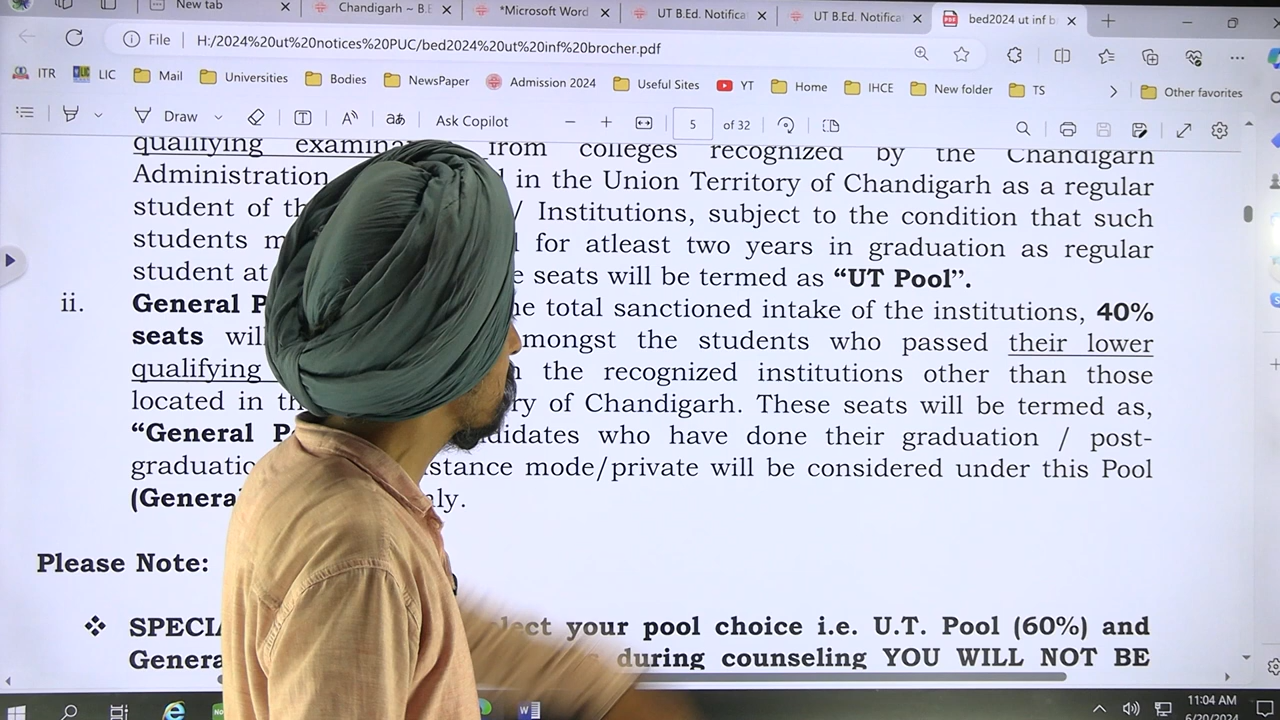 New tab
Chandigarh ~ B.E
*Microsoft Word
UT B.Ed. Notifica
UT B.Ed. Notifica
bed2024 ut inf b
File H:/2024%20ut%20notices%20PUC/bed2024%20ut%20inf%20brocher.pdf
ITR LIC Mail Universities Bodies NewsPaper Admission 2024 Useful Sites YT Home IHCE New folder TS Other favorites
Draw Ask Copilot 5 of 32
qualifying from colleges recognized by the Chandigarh
Administration in the Union Territory of Chandigarh as a regular
student of / Institutions, subject to the condition that such
students for atleast two years in graduation as regular
student at seats will be termed as “UT Pool”.
ii. General total sanctioned intake of the institutions, 40%
seats the students who passed their lower
qualifying the recognized institutions other than those
located in of Chandigarh. These seats will be termed as,
“General who have done their graduation / post-
mode/private will be considered under this Pool
Please Note:
❖ your pool choice i.e. U.T. Pool (60%) and
during counseling YOU WILL NOT BE
11:04 AM